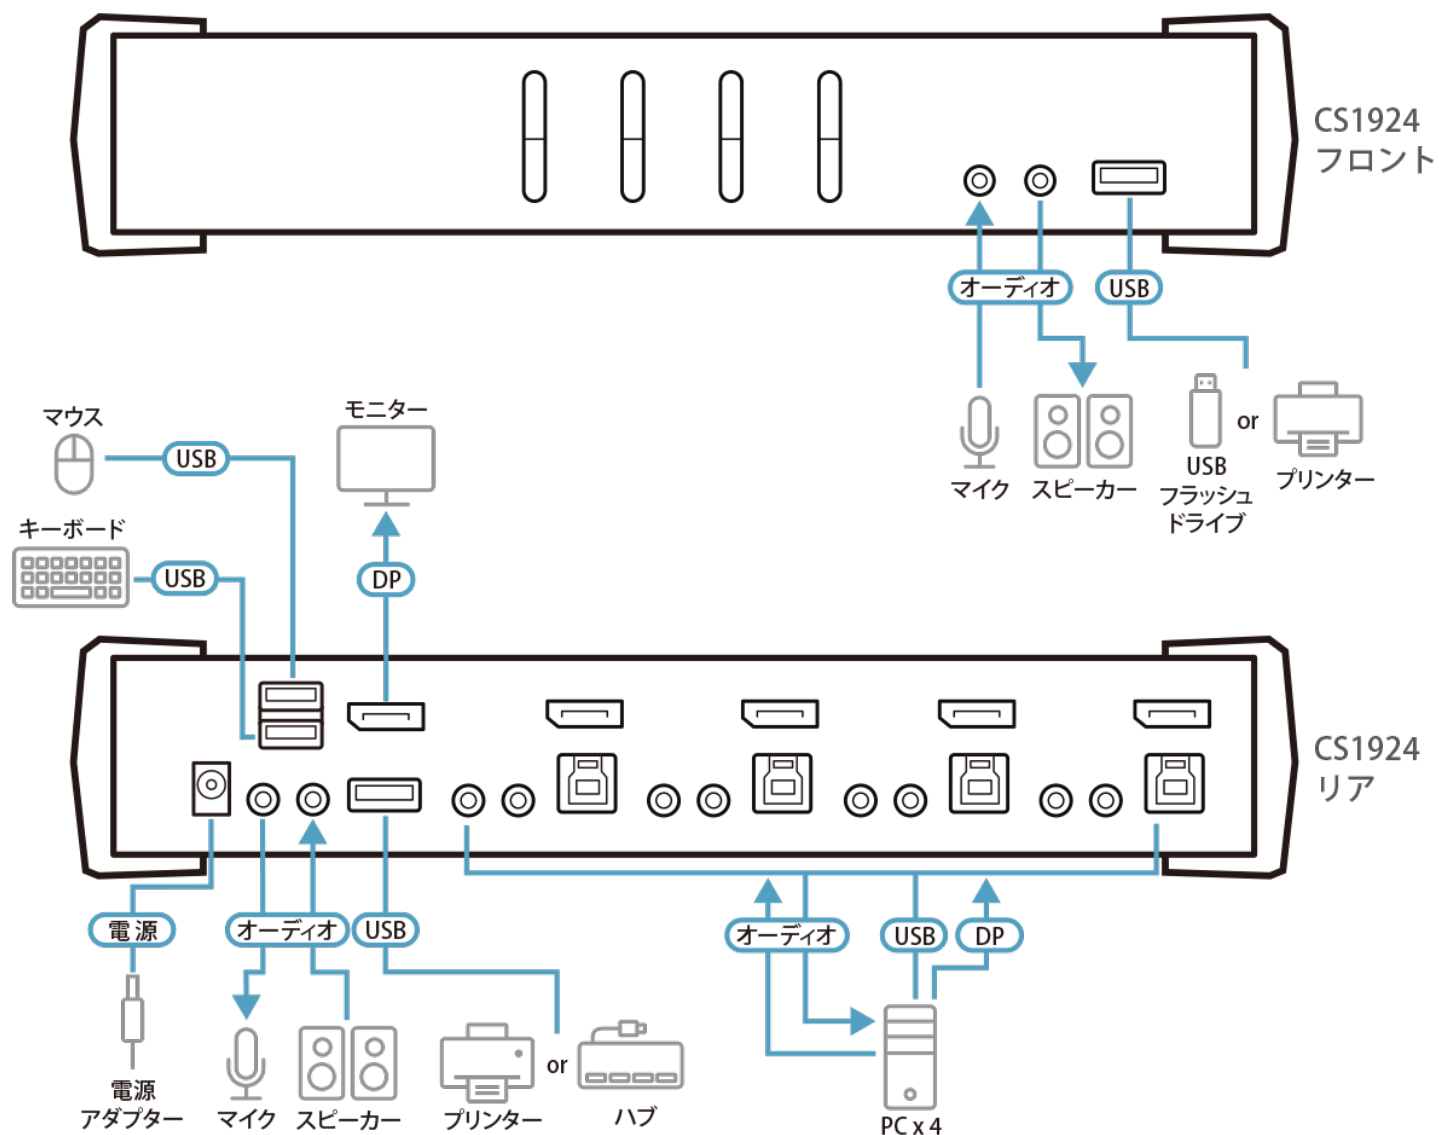 CS1924
フロント
オーディオ
USB
マイク
スピーカー
USB
フラッシュ
ドライブ
or
プリンター
マウス
USB
キーボード
USB
モニター
DP
CS1924
リア
電源
オーディオ
USB
オーディオ
USB
DP
電源
アダプター
マイク
スピーカー
プリンター
or
ハブ
PC x 4